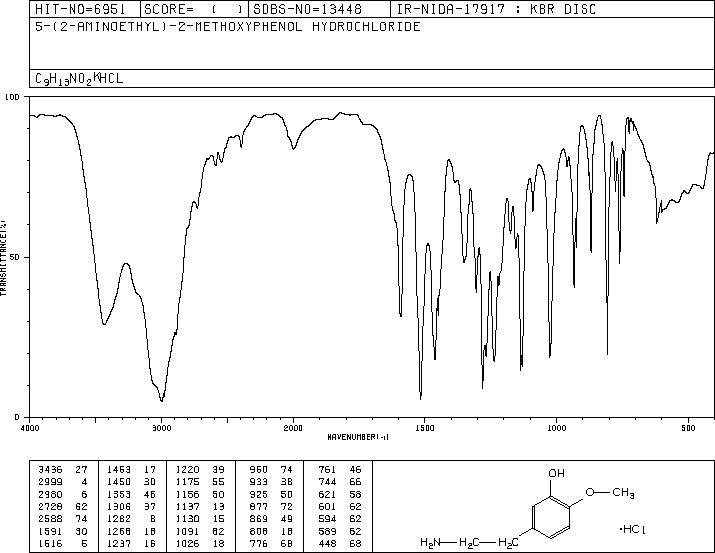 HIT-NO=6951 SCORE= ( ) SDBS-NO=13448 IR-NIDA-17917 : KBR DISC
5-(2-AMINOETHYL)-2-METHOXYPHENOL HYDROCHLORIDE
C9H13NO2KHCL
100
TRANSMITTANCE(%)
50
0
4000 3000 2000 1500 1000 500
WAVENUMBER(-1)
3436 27 1463 17 1220 39 960 74 761 46
2999 4 1450 30 1175 55 933 38 744 66
2980 6 1353 46 1156 50 925 50 621 58
2728 62 1306 37 1137 13 877 72 601 62
2588 74 1282 8 1130 15 869 49 594 62
1591 30 1268 18 1091 62 808 18 589 62
1516 5 1237 16 1026 18 776 68 448 68
OH
O CH3
H2N H2C H2C
·HCl